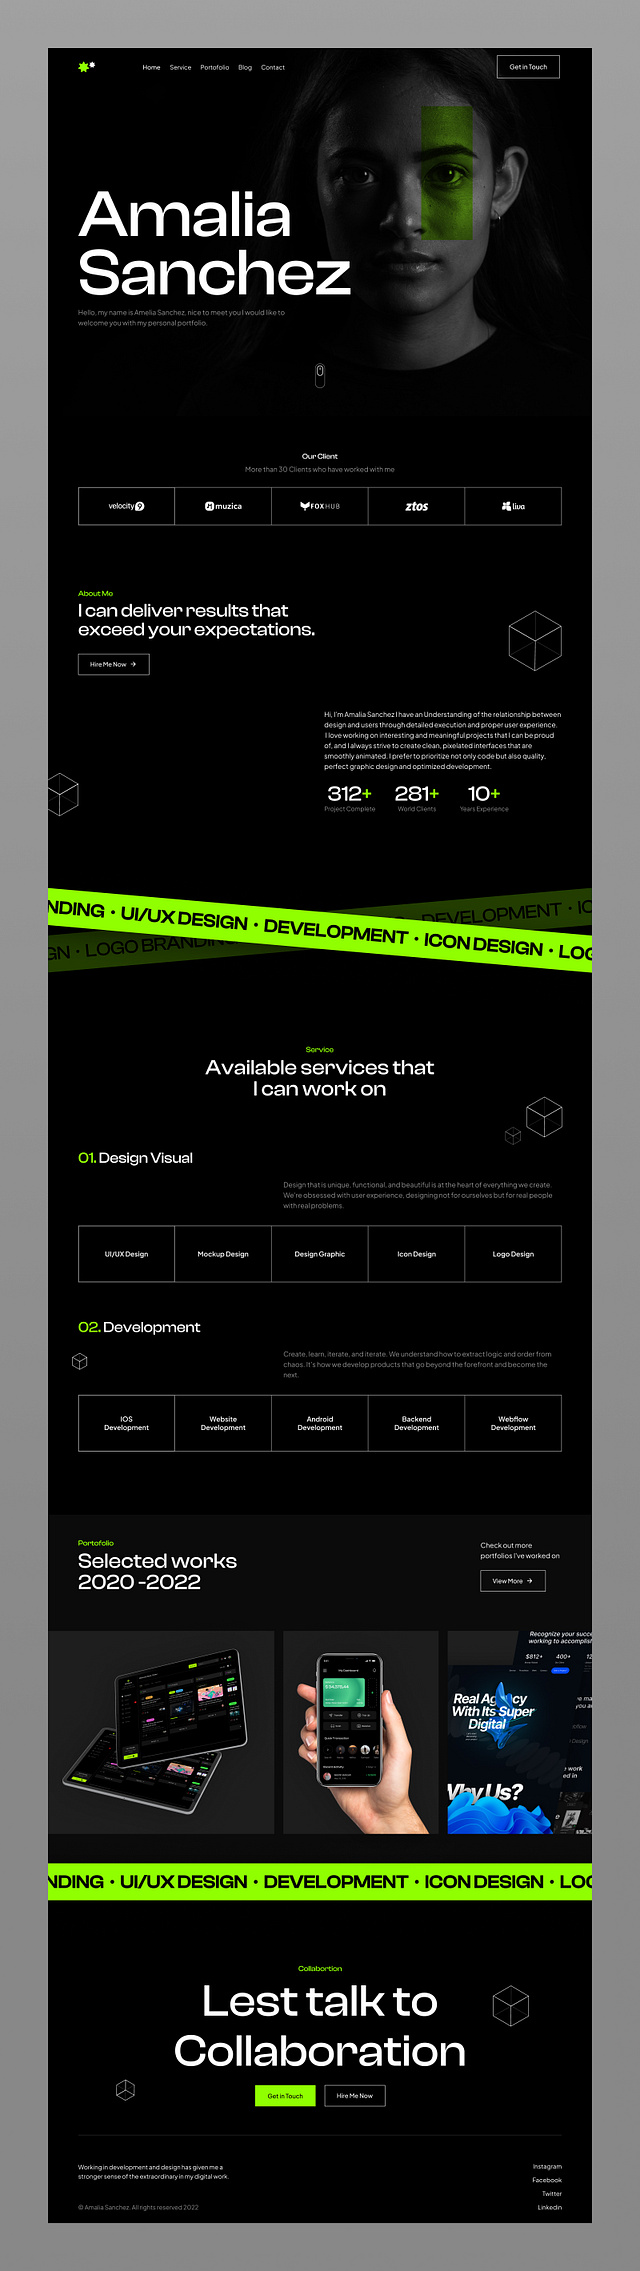 Home Service Portofolio Blog Contact
Get in Touch
Amalia
Sanchez
Hello, my name is Amelia Sanchez, nice to meet you I would like to
welcome you with my personal portfolio.
Our Client
More than 30 Clients who have worked with me
velocity 9
muzica
FOXHUB
ztos
liva
About Me
I can deliver results that
exceed your expectations.
Hire Me Now →
Hi, I'm Amalia Sanchez I have an Understanding of the relationship between
design and users through detailed execution and proper user experience.
I love working on interesting and meaningful projects that I can be proud
of, and I always strive to create clean, pixelated interfaces that are
smoothly animated. I prefer to prioritize not only code but also quality,
perfect graphic design and optimized development.
312+ 281+ 10+
Project Complete World Clients Years Experience
NDING • UI/UX DESIGN • DEVELOPMENT • ICON DESIGN • LOG
DEVELOPMENT • IC
GN • LOGO BRANDING
Service
Available services that
I can work on
01. Design Visual
Design that is unique, functional, and beautiful is at the heart of everything we create.
We're obsessed with user experience, designing not for ourselves but for real people
with real problems.
UI/UX Design
Mockup Design
Design Graphic
Icon Design
Logo Design
02. Development
Create, learn, iterate, and iterate. We understand how to extract logic and order from
chaos. It's how we develop products that go beyond the forefront and become the
next.
IOS
Development
Website
Development
Android
Development
Backend
Development
Webflow
Development
Portofolio
Selected works
2020 -2022
Check out more
portfolios I've worked on
View More →
Recognize your succe
working to accomplis
$812+ 400+ 12
Real Agency
With Its Super
Digital
Why Us?
NDING • UI/UX DESIGN • DEVELOPMENT • ICON DESIGN • LOG
Collabortion
Lest talk to
Collaboration
Get in Touch
Hire Me Now
Working in development and design has given me a
stronger sense of the extraordinary in my digital work.
Instagram
Facebook
Twitter
Linkedin
© Amalia Sanchez. All rights reserved 2022